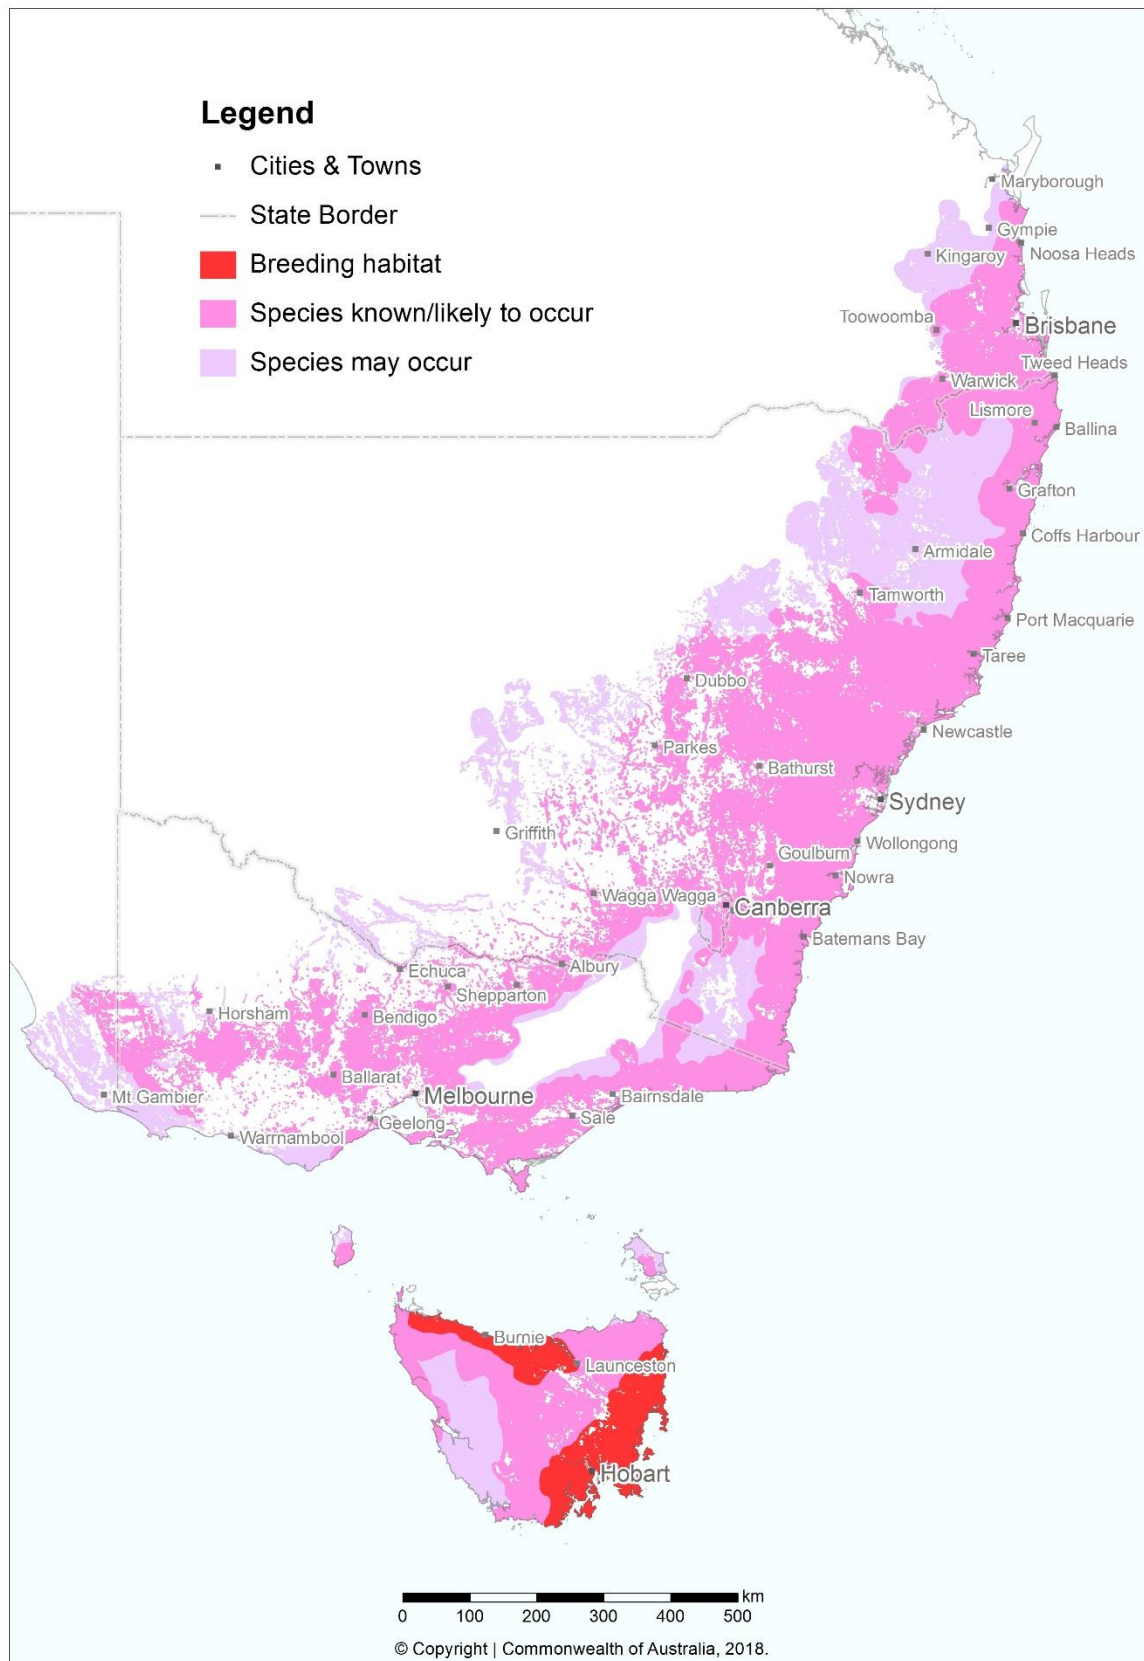 Legend
Cities & Towns
State Border
Breeding habitat
Species known/likely to occur
Species may occur
Maryborough
Gympie
Noosa Heads
Kingaroy
Toowoomba
Brisbane
Tweed Heads
Warwick
Lismore
Ballina
Grafton
Coffs Harbour
Armidale
Tamworth
Port Macquarie
Taree
Dubbo
Newcastle
Parkes
Bathurst
Sydney
Griffith
Wollongong
Goulburn
Nowra
Wagga Wagga
Canberra
Batemans Bay
Albury
Echuca
Shepparton
Horsham
Bendigo
Ballarat
Mt Gambier
Melbourne
Bairnsdale
Geelong
Sale
Warrnambool
Burnie
Launceston
Hobart
km
0 100 200 300 400 500
© Copyright | Commonwealth of Australia, 2018.